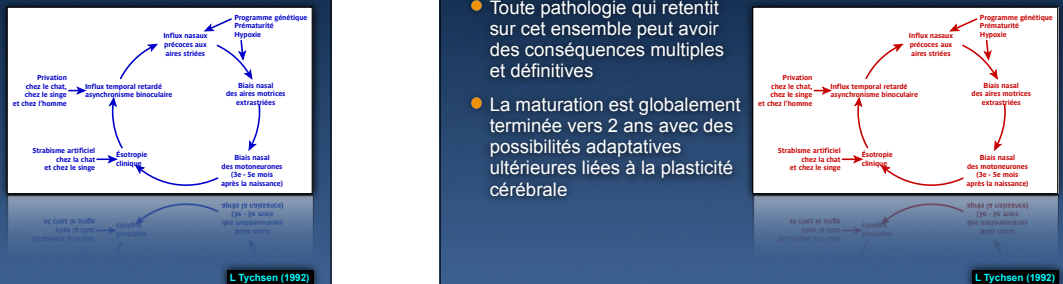 Programme génétique
Prématurité
Hypoxie
Influx nasaux
précoces aux
aires striées
Privation
chez le chat,
chez le singe
et chez l'homme
Influx temporal retardé
asynchronisme binoculaire
Biais nasal
des aires motrices
extrastriées
Strabisme artificiel
chez la chat
et chez le singe
Ésotropie
clinique
Biais nasal
des motoneurones
(3e - 5e mois
après la naissance)
L Tychsen (1992)
Toute pathologie qui retentit
sur cet ensemble peut avoir
des conséquences multiples
et définitives
La maturation est globalement
terminée vers 2 ans avec des
possibilités adaptatives
ultérieures liées à la plasticité
cérébrale
Programme génétique
Prématurité
Hypoxie
Influx nasaux
précoces aux
aires striées
Privation
chez le chat,
chez le singe
et chez l'homme
Influx temporal retardé
asynchronisme binoculaire
Biais nasal
des aires motrices
extrastriées
Strabisme artificiel
chez la chat
et chez le singe
Ésotropie
clinique
Biais nasal
des motoneurones
(3e - 5e mois
après la naissance)
L Tychsen (1992)